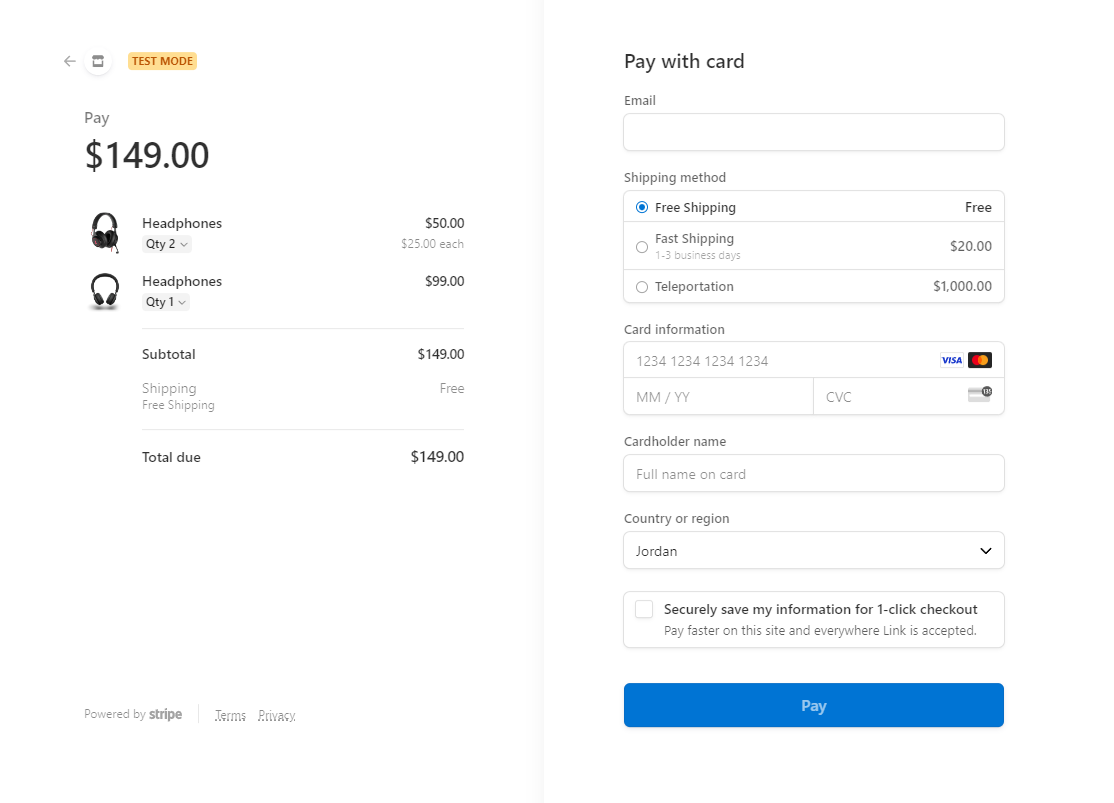 TEST MODE
Pay
$149.00
Headphones $50.00
Qty 2 $25.00 each
Headphones $99.00
Qty 1
Subtotal $149.00
Shipping Free
Free Shipping
Total due $149.00
Powered by stripe Terms Privacy
Pay with card
Email
Shipping method
Free Shipping Free
Fast Shipping $20.00
1-3 business days
Teleportation $1,000.00
Card information
1234 1234 1234 1234 VISA
MM / YY CVC 135
Cardholder name
Full name on card
Country or region
Jordan
Securely save my information for 1-click checkout
Pay faster on this site and everywhere Link is accepted.
Pay